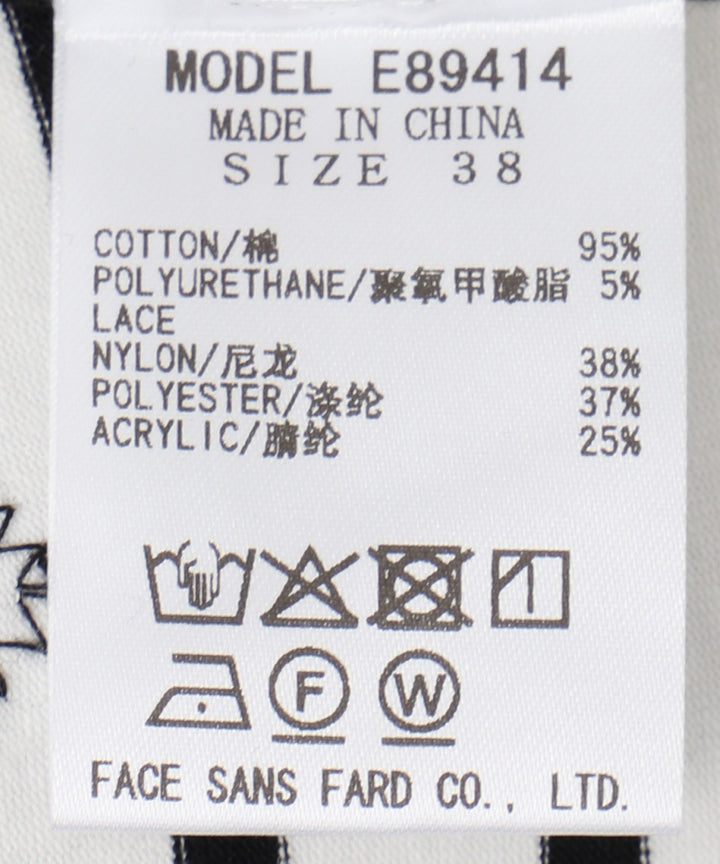 MODEL E89414
MADE IN CHINA
SIZE 38
COTTON/棉 95%
POLYURETHANE/聚氧甲酸脂 5%
LACE
NYLON/尼龙 38%
POLYESTER/涤纶 37%
ACRYLIC/腈纶 25%
F W
FACE SANS FARD CO., LTD.